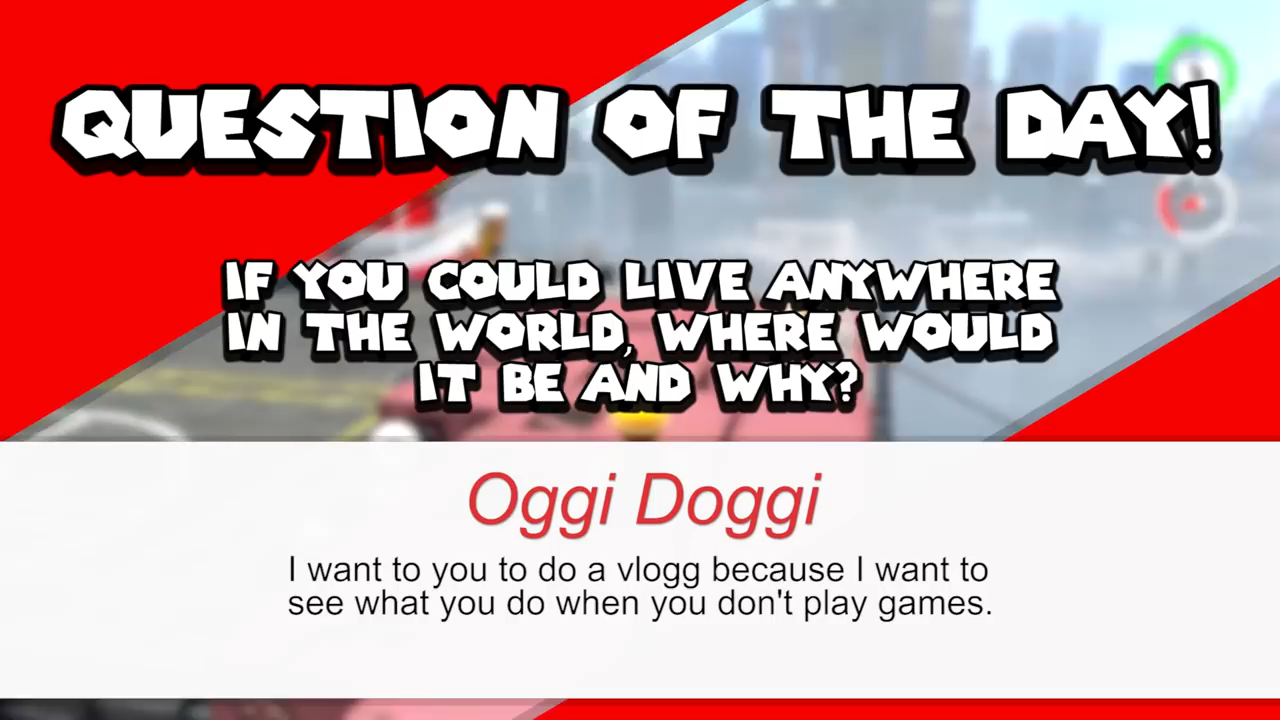 QUESTION OF THE DAY!
IF YOU COULD LIVE ANYWHERE
IN THE WORLD, WHERE WOULD
IT BE AND WHY?
Oggi Doggi
I want to you to do a vlogg because I want to
see what you do when you don't play games.